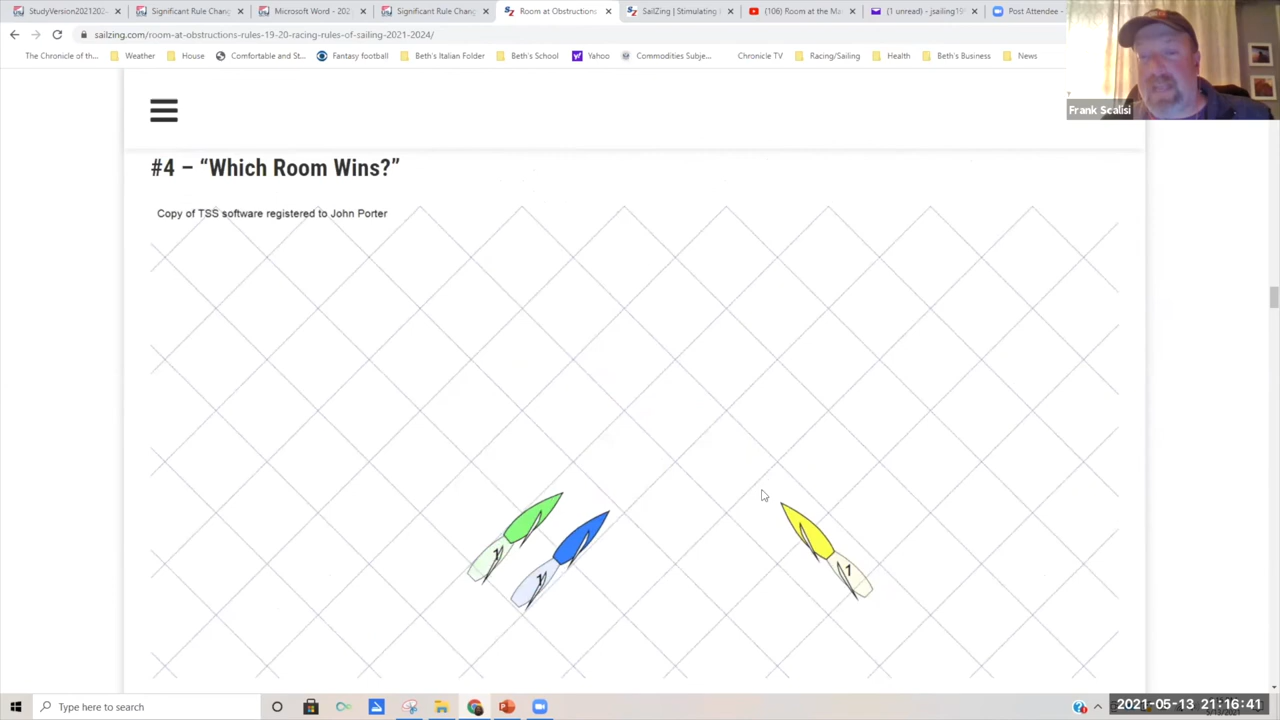 StudyVersion20212024-
Significant Rule Chang
Microsoft Word - 2021
Significant Rule Chang
Room at Obstructions
SailZing | Stimulating
(106) Room at the Ma
(1 unread) - jsailing19
Post Attendee -
sailzing.com/room-at-obstructions-rules-19-20-racing-rules-of-sailing-2021-2024/
The Chronicle of th...
Weather
House
Comfortable and St...
Fantasy football
Beth's Italian Folder
Beth's School
Yahoo
Commodities Subje...
Chronicle TV
Racing/Sailing
Health
Beth's Business
News
Frank Scalisi
#4 – “Which Room Wins?”
Copy of TSS software registered to John Porter
1
1
1
Type here to search
2021-05-13 21:16:41